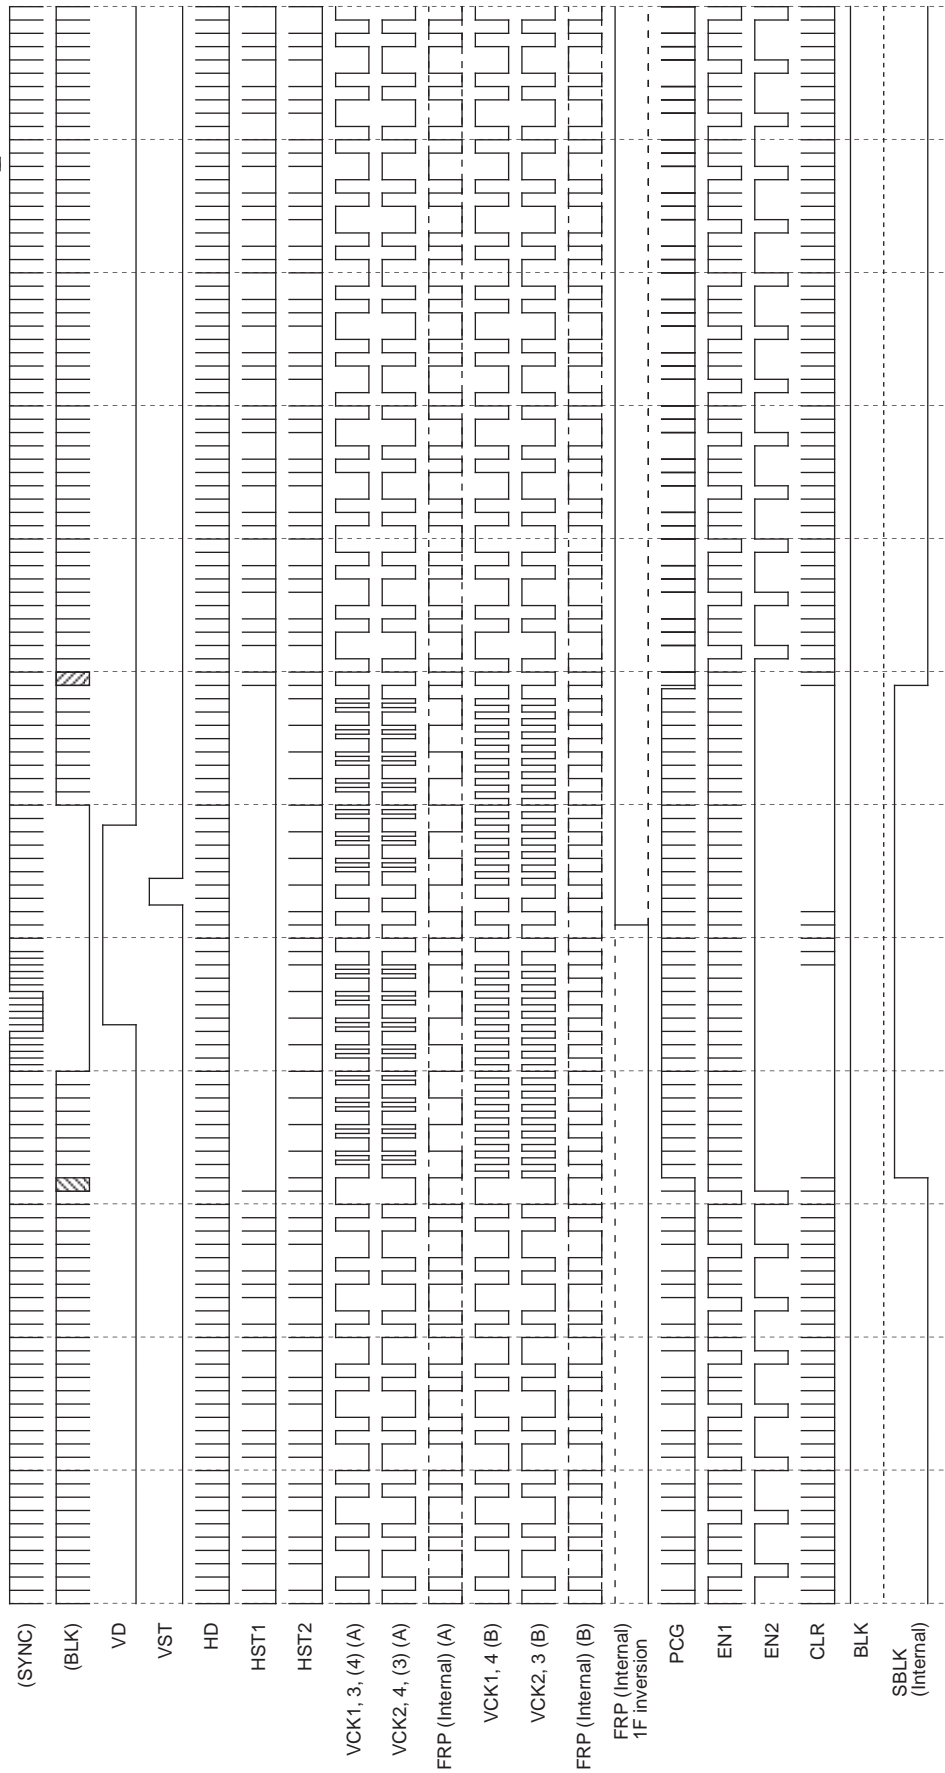 (SYNC)
(BLK)
VD
VST
HD
HST1
HST2
VCK1, 3, (4) (A)
VCK2, 4, (3) (A)
FRP (Internal) (A)
VCK1, 4 (B)
VCK2, 3 (B)
FRP (Internal) (B)
FRP (Internal)
1F inversion
PCG
EN1
EN2
CLR
BLK
SBLK
(Internal)